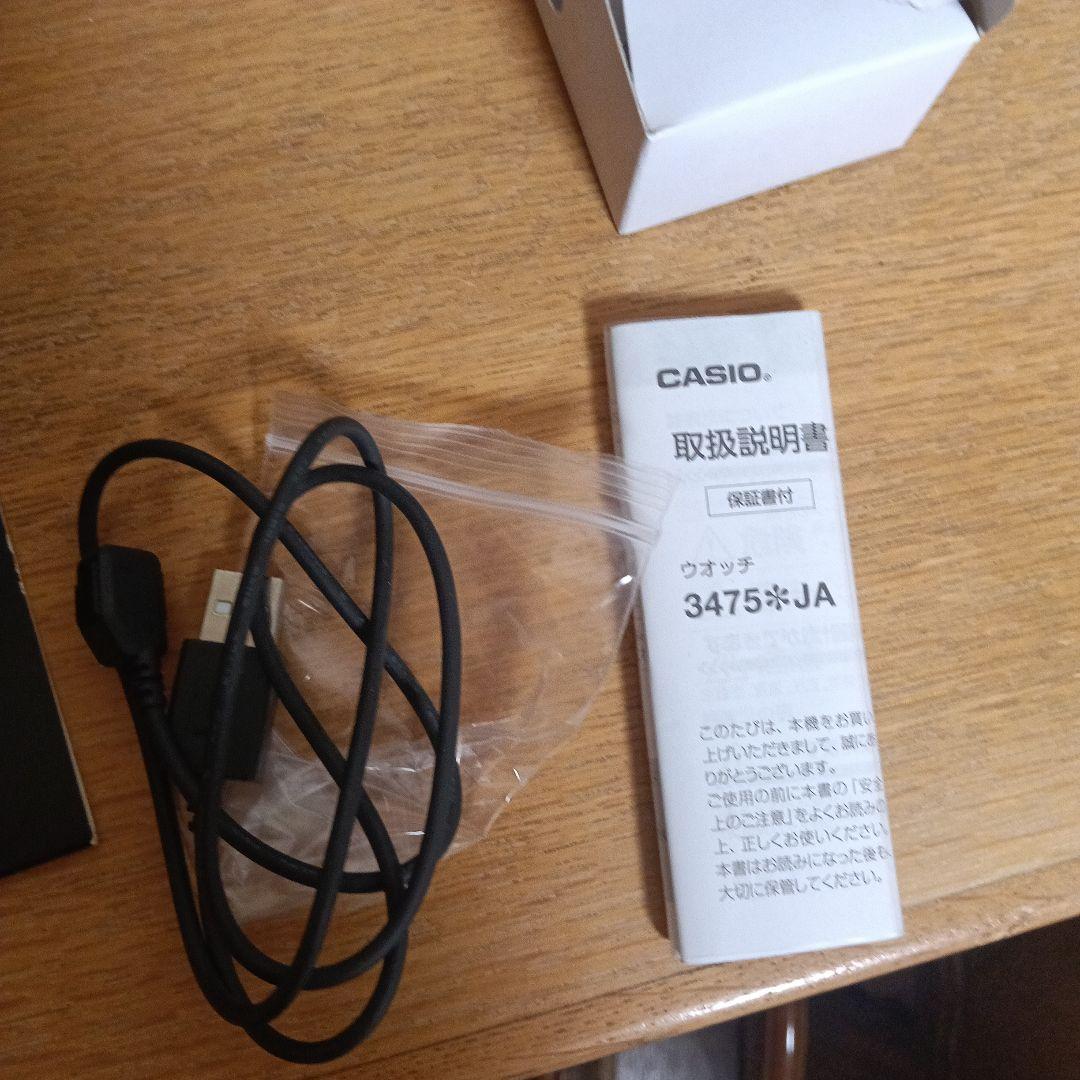 CASIO®
取扱説明書
保証書付
ウオッチ
3475✻JA
このたびは、本機をお買い
上げいただきまして、誠にあ
りがとうございます。
ご使用の前に本書の「安全
上のご注意」をよくお読みの
上、正しくお使いください。
本書はお読みになった後も、
大切に保管してください。